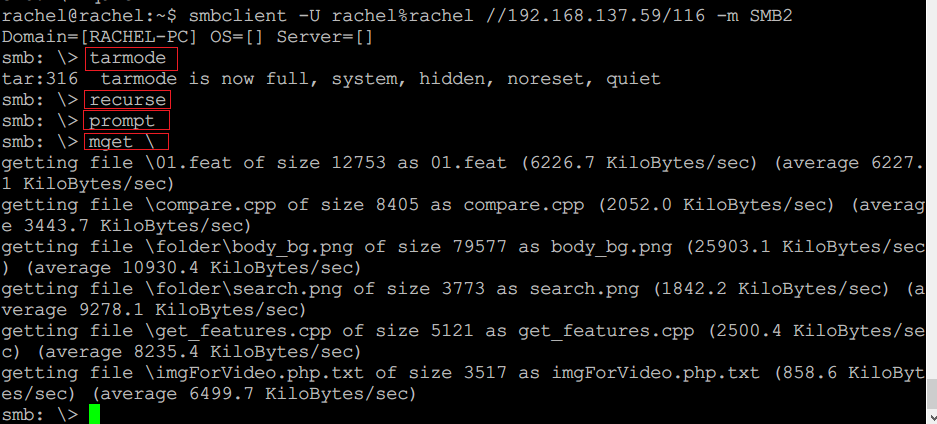 rachel@rachel:~$ smbclient -U rachel%rachel //192.168.137.59/116 -m SMB2
Domain=[RACHEL-PC] OS=[] Server=[]
smb: \> tarmode
tar:316  tarmode is now full, system, hidden, noreset, quiet
smb: \> recurse
smb: \> prompt
smb: \> mget \
getting file \01.feat of size 12753 as 01.feat (6226.7 KiloBytes/sec) (average 6227.
1 KiloBytes/sec)
getting file \compare.cpp of size 8405 as compare.cpp (2052.0 KiloBytes/sec) (averag
e 3443.7 KiloBytes/sec)
getting file \folder\body_bg.png of size 79577 as body_bg.png (25903.1 KiloBytes/sec
) (average 10930.4 KiloBytes/sec)
getting file \folder\search.png of size 3773 as search.png (1842.2 KiloBytes/sec) (a
verage 9278.1 KiloBytes/sec)
getting file \get_features.cpp of size 5121 as get_features.cpp (2500.4 KiloBytes/se
c) (average 8235.4 KiloBytes/sec)
getting file \imgForVideo.php.txt of size 3517 as imgForVideo.php.txt (858.6 KiloByt
es/sec) (average 6499.7 KiloBytes/sec)
smb: \>